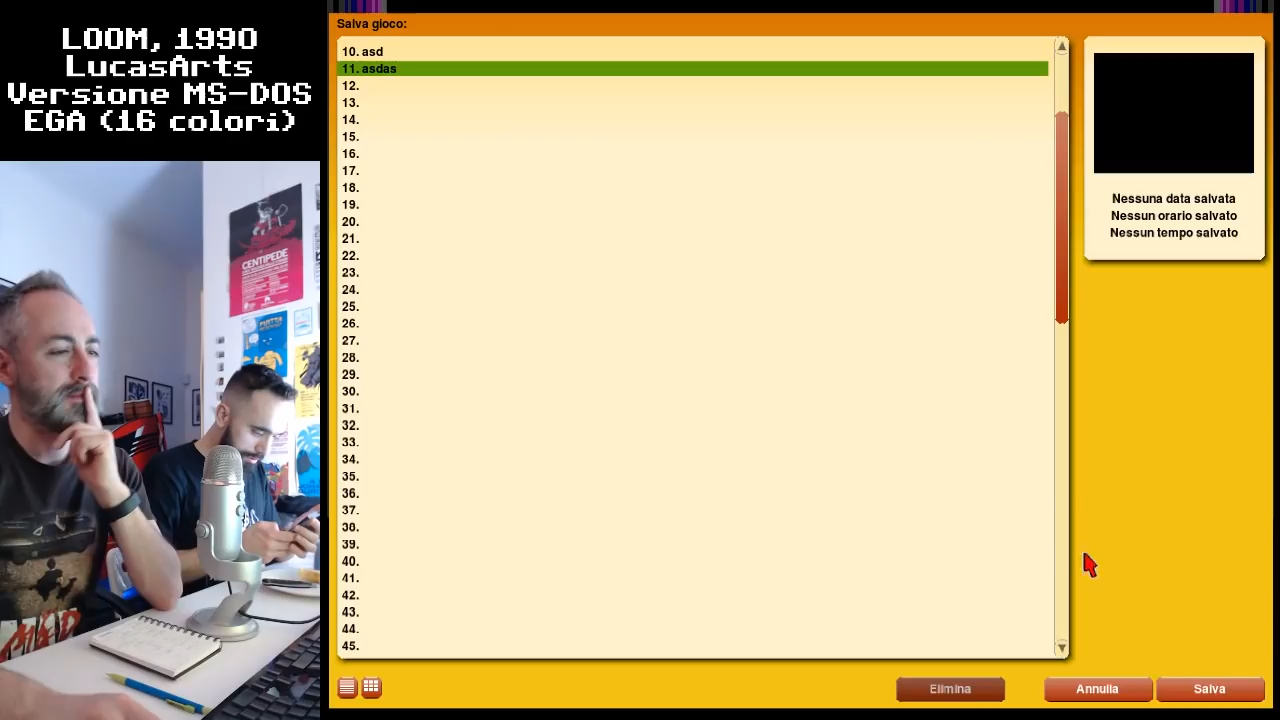 LOOM, 1990
LucasArts
Versione MS-DOS
EGA (16 colori)
CENTIPEDE
Salva gioco:
10. asd
11. asdas
12.
13.
14.
15.
16.
17.
18.
19.
20.
21.
22.
23.
24.
25.
26.
27.
28.
29.
30.
31.
32.
33.
34.
35.
36.
37.
38.
39.
40.
41.
42.
43.
44.
45.
Nessuna data salvata
Nessun orario salvato
Nessun tempo salvato
Elimina
Annulla
Salva